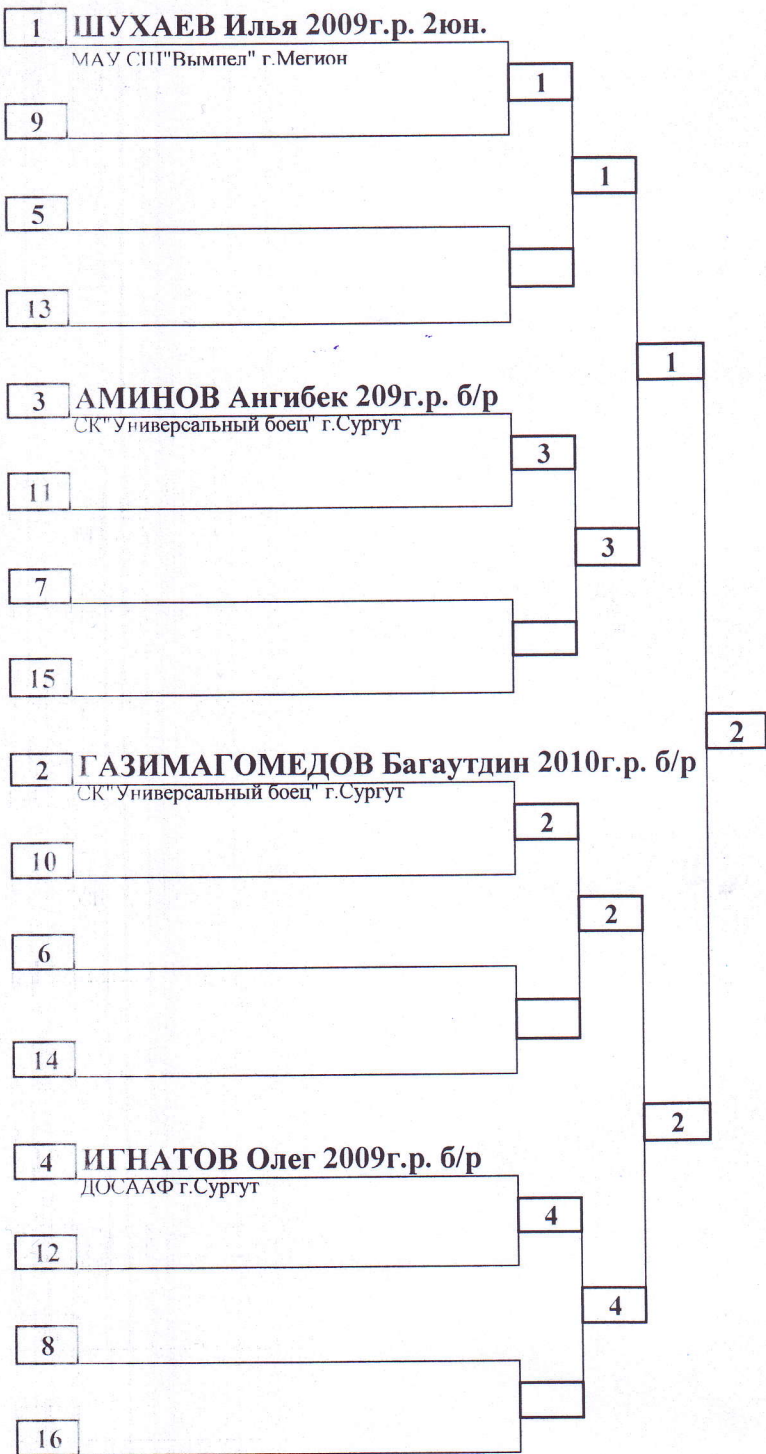 1 ШУХАЕВ Илья 2009г.р. 2юн.
МАУ СШ"Вымпел" г.Мегион
1
9
1
5
13
1
3 АМИНОВ Ангибек 209г.р. б/р
СК"Универсальный боец" г.Сургут
3
11
3
7
15
2
2 ГАЗИМАГОМЕДОВ Багаутдин 2010г.р. б/р
СК"Универсальный боец" г.Сургут
2
10
2
6
14
2
4 ИГНАТОВ Олег 2009г.р. б/р
ДОСААФ г.Сургут
4
12
4
8
16